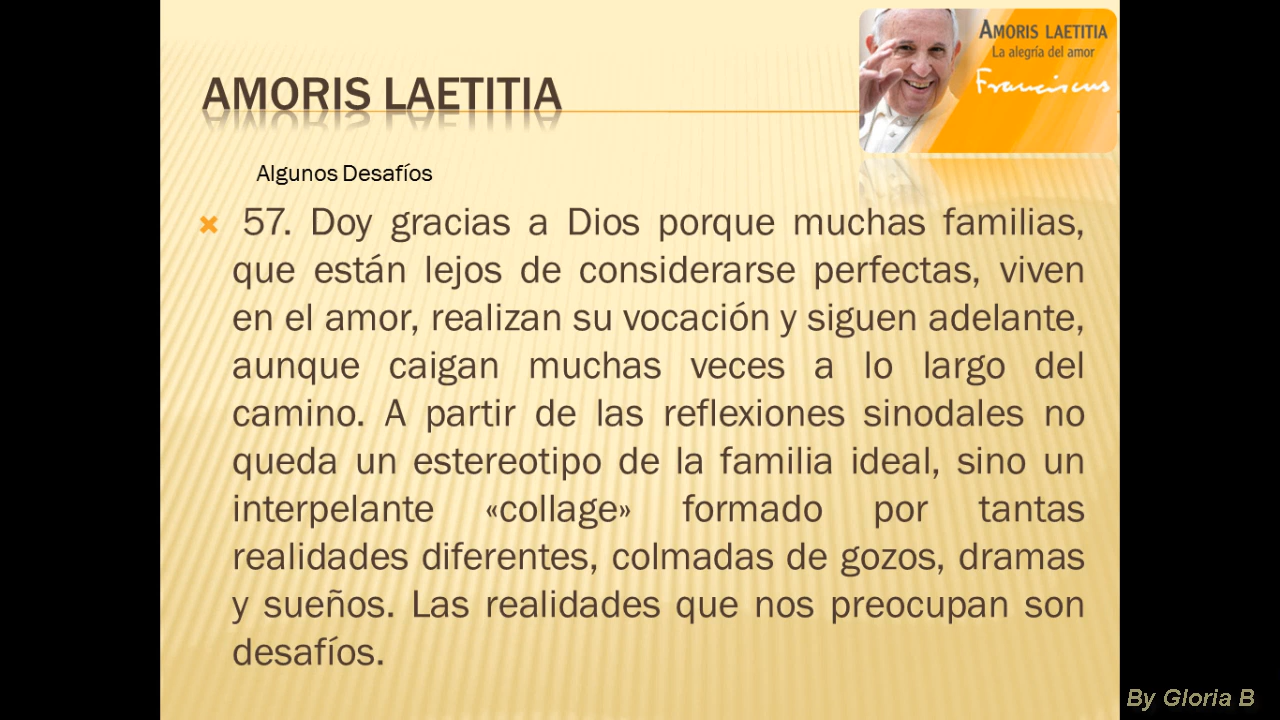 AMORIS LAETITIA
AMORIS LAETITIA
La alegría del amor
Franciscus
Algunos Desafíos
57. Doy gracias a Dios porque muchas familias,
que están lejos de considerarse perfectas, viven
en el amor, realizan su vocación y siguen adelante,
aunque caigan muchas veces a lo largo del
camino. A partir de las reflexiones sinodales no
queda un estereotipo de la familia ideal, sino un
interpelante «collage» formado por tantas
realidades diferentes, colmadas de gozos, dramas
y sueños. Las realidades que nos preocupan son
desafíos.
By Gloria B